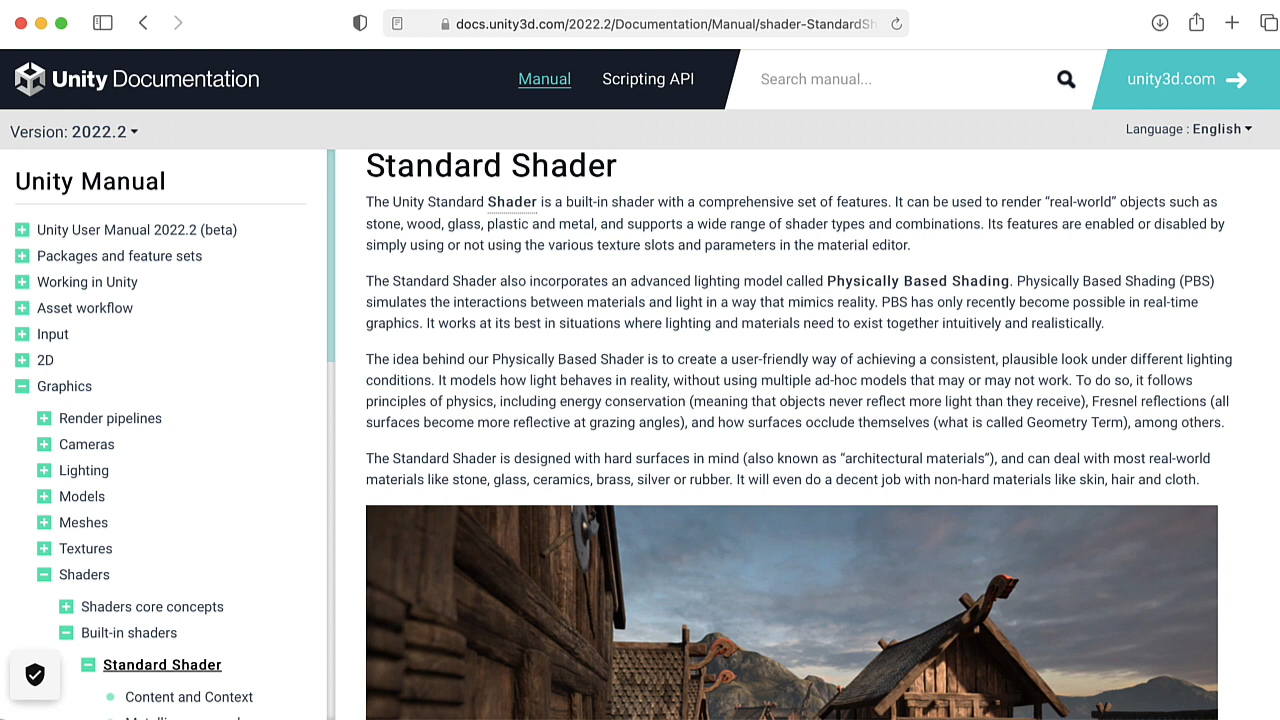 docs.unity3d.com/2022.2/Documentation/Manual/shader-StandardSh
Unity Documentation
Manual
Scripting API
Search manual...
unity3d.com
Version: 2022.2
Language : English
Unity Manual
Unity User Manual 2022.2 (beta)
Packages and feature sets
Working in Unity
Asset workflow
Input
2D
Graphics
Render pipelines
Cameras
Lighting
Models
Meshes
Textures
Shaders
Shaders core concepts
Built-in shaders
Standard Shader
Content and Context
Standard Shader
The Unity Standard Shader is a built-in shader with a comprehensive set of features. It can be used to render “real-world” objects such as
stone, wood, glass, plastic and metal, and supports a wide range of shader types and combinations. Its features are enabled or disabled by
simply using or not using the various texture slots and parameters in the material editor.
The Standard Shader also incorporates an advanced lighting model called Physically Based Shading. Physically Based Shading (PBS)
simulates the interactions between materials and light in a way that mimics reality. PBS has only recently become possible in real-time
graphics. It works at its best in situations where lighting and materials need to exist together intuitively and realistically.
The idea behind our Physically Based Shader is to create a user-friendly way of achieving a consistent, plausible look under different lighting
conditions. It models how light behaves in reality, without using multiple ad-hoc models that may or may not work. To do so, it follows
principles of physics, including energy conservation (meaning that objects never reflect more light than they receive), Fresnel reflections (all
surfaces become more reflective at grazing angles), and how surfaces occlude themselves (what is called Geometry Term), among others.
The Standard Shader is designed with hard surfaces in mind (also known as “architectural materials”), and can deal with most real-world
materials like stone, glass, ceramics, brass, silver or rubber. It will even do a decent job with non-hard materials like skin, hair and cloth.